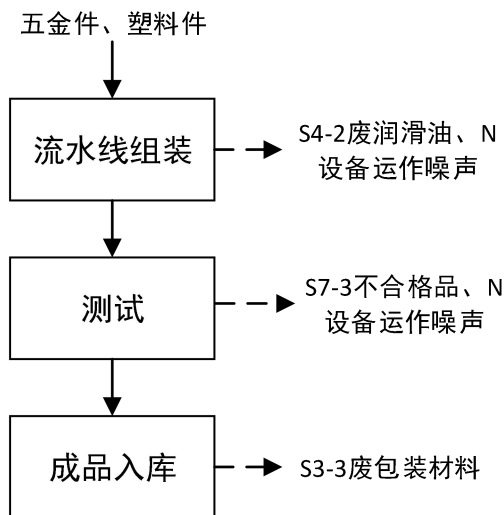 五金件、塑料件
流水线组装
S4-2废润滑油、N
设备运作噪声
测试
S7-3不合格品、N
设备运作噪声
成品入库
S3-3废包装材料